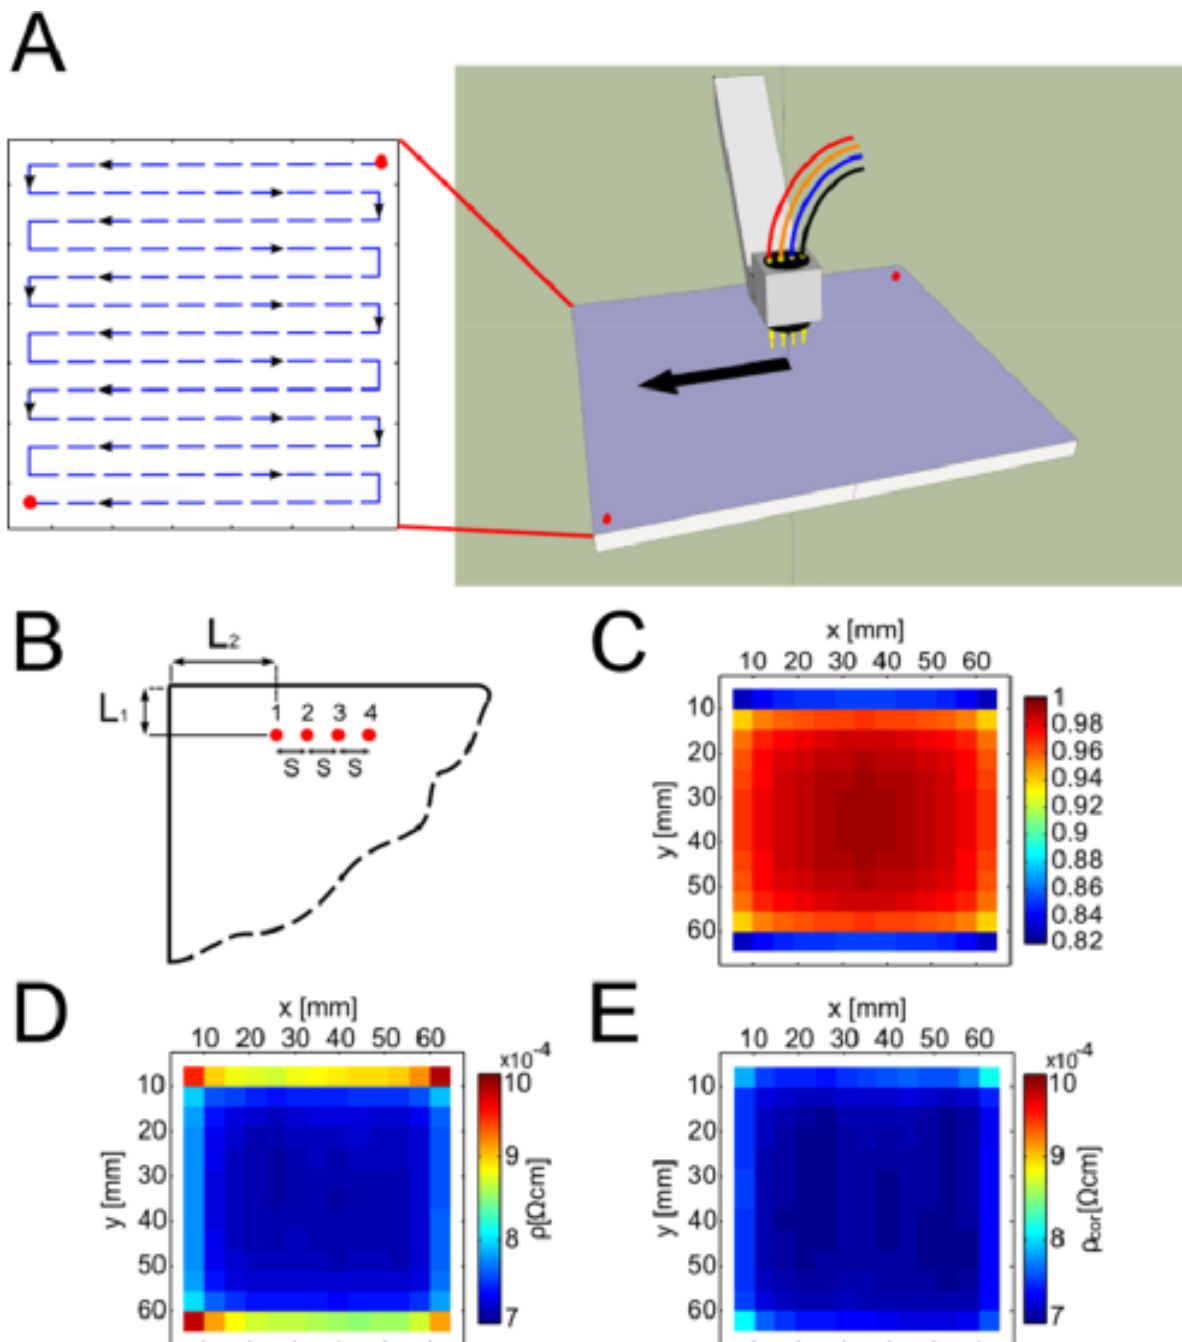 A
B
L2
L1
1 2 3 4
S S S
C
x [mm]
10 20 30 40 50 60
y [mm]
10
20
30
40
50
60
1
0.98
0.96
0.94
0.92
0.9
0.88
0.86
0.84
0.82
D
x [mm]
10 20 30 40 50 60
y [mm]
10
20
30
40
50
60
x10-4
10
9
8
7
ρ[Ωcm]
E
x [mm]
10 20 30 40 50 60
y [mm]
10
20
30
40
50
60
x10-4
10
9
8
7
ρcor[Ωcm]